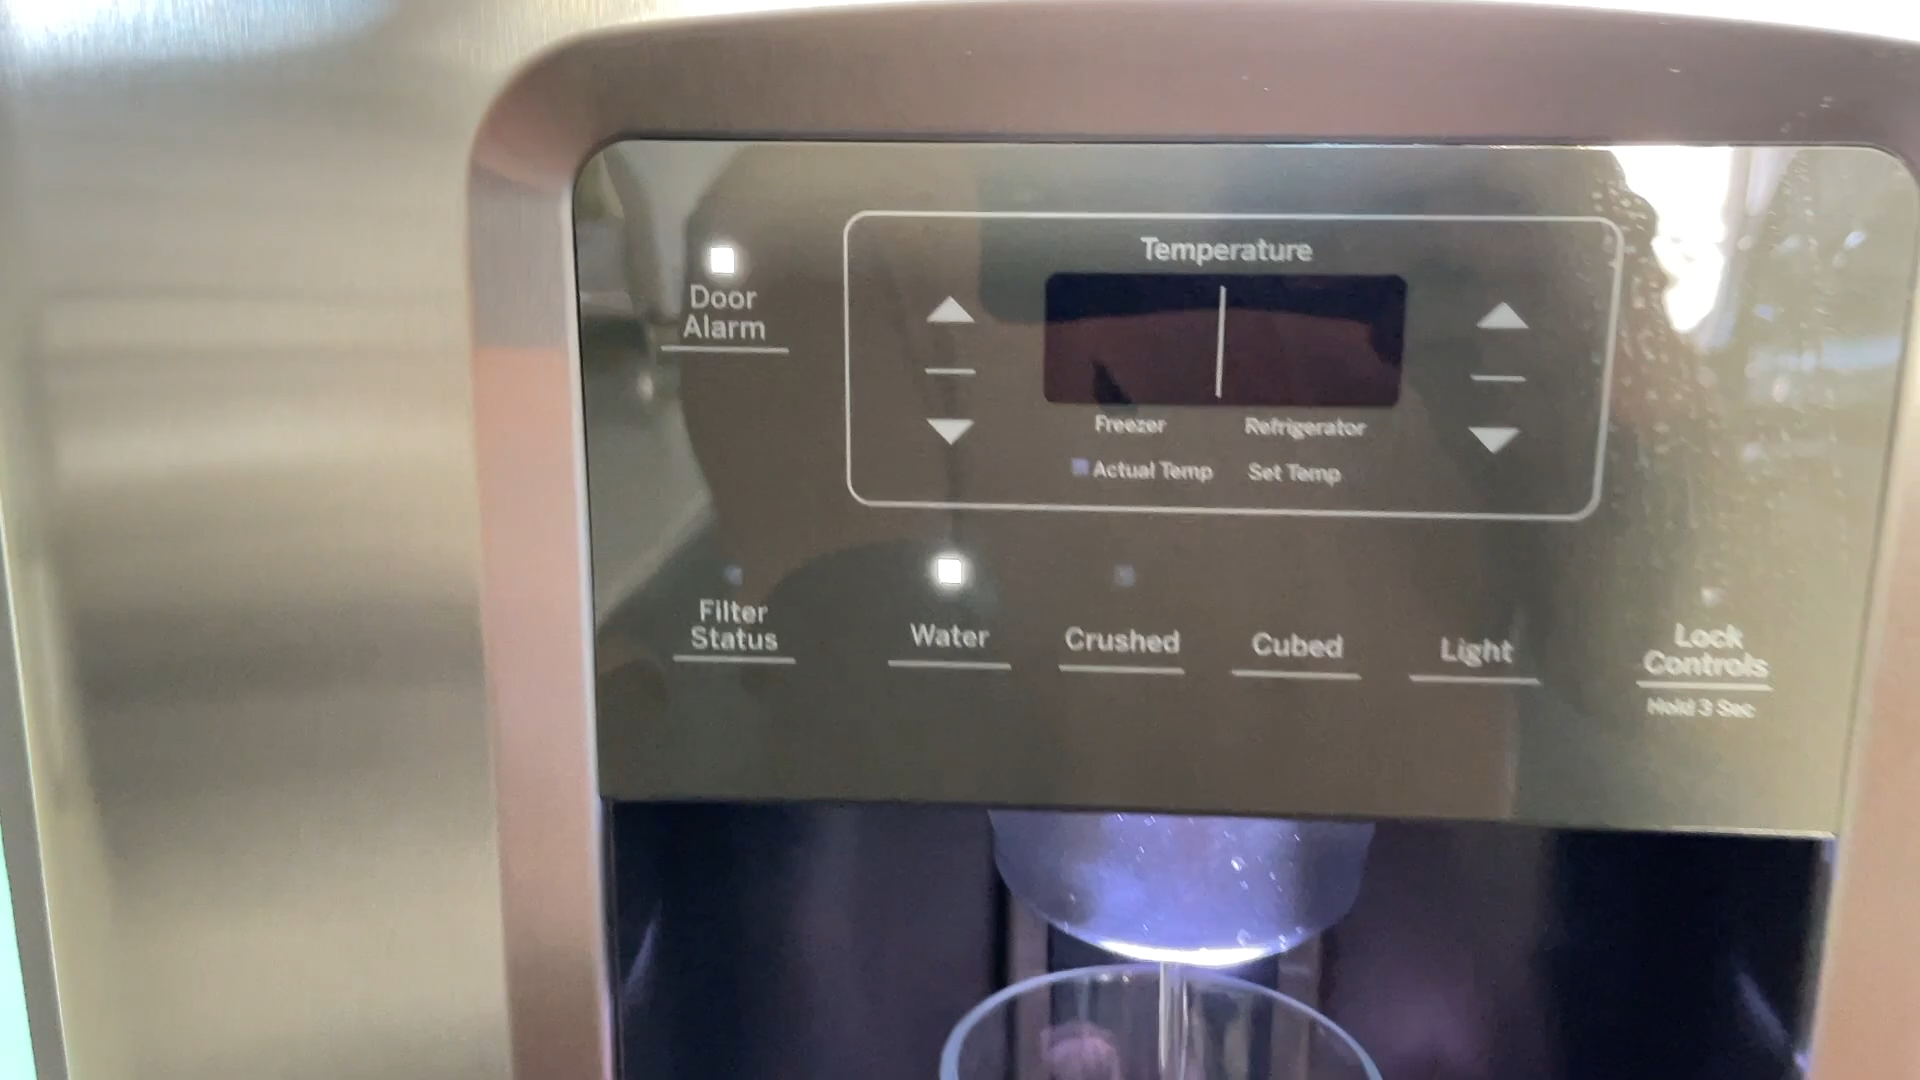 Temperature
Door
Alarm
Freezer Refrigerator
Actual Temp Set Temp
Filter
Status
Water
Crushed
Cubed
Light
Lock
Controls
Hold 3 Sec